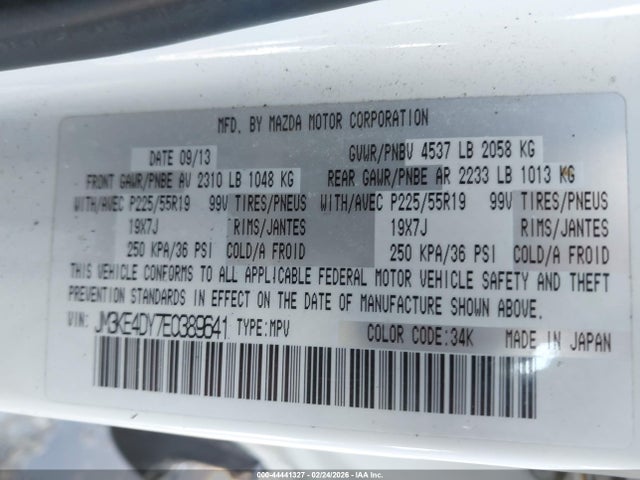 MFD. BY MAZDA MOTOR CORPORATION
DATE 09/13 GVWR/PNBV 4537 LB 2058 KG
FRONT GAWR/PNBE AV 2310 LB 1048 KG REAR GAWR/PNBE AR 2233 LB 1013 KG
WITH/AVEC P225/55R19 99V TIRES/PNEUS WITH/AVEC P225/55R19 99V TIRES/PNEUS
19X7J RIMS/JANTES 19X7J RIMS/JANTES
250 KPA/36 PSI COLD/A FROID 250 KPA/36 PSI COLD/A FROID
THIS VEHICLE CONFORMS TO ALL APPLICABLE FEDERAL MOTOR VEHICLE SAFETY AND THEFT
PREVENTION STANDARDS IN EFFECT ON THE DATE OF MANUFACTURE SHOWN ABOVE.
VIN: JM3KE4DY7E0389641 TYPE:MPV COLOR CODE:34K MADE IN JAPAN
000-44441327 - 02/24/2026 - © IAA, Inc.